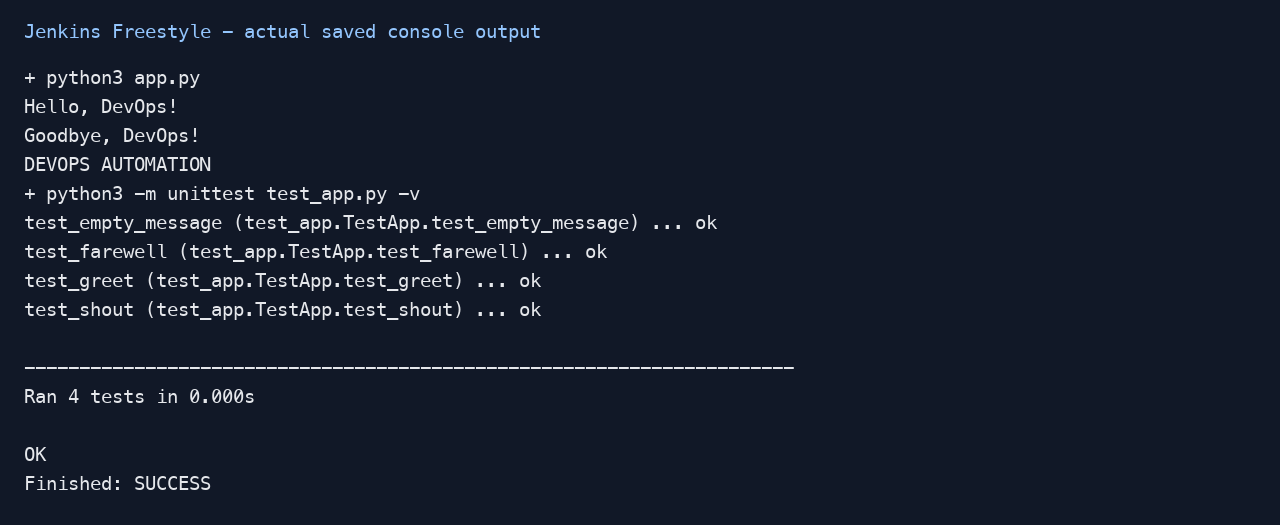 Jenkins Freestyle — actual saved console output
+ python3 app.py
Hello, DevOps!
Goodbye, DevOps!
DEVOPS AUTOMATION
+ python3 -m unittest test_app.py -v
test_empty_message (test_app.TestApp.test_empty_message) ... ok
test_farewell (test_app.TestApp.test_farewell) ... ok
test_greet (test_app.TestApp.test_greet) ... ok
test_shout (test_app.TestApp.test_shout) ... ok
----------------------------------------------------------------------
Ran 4 tests in 0.000s
OK
Finished: SUCCESS